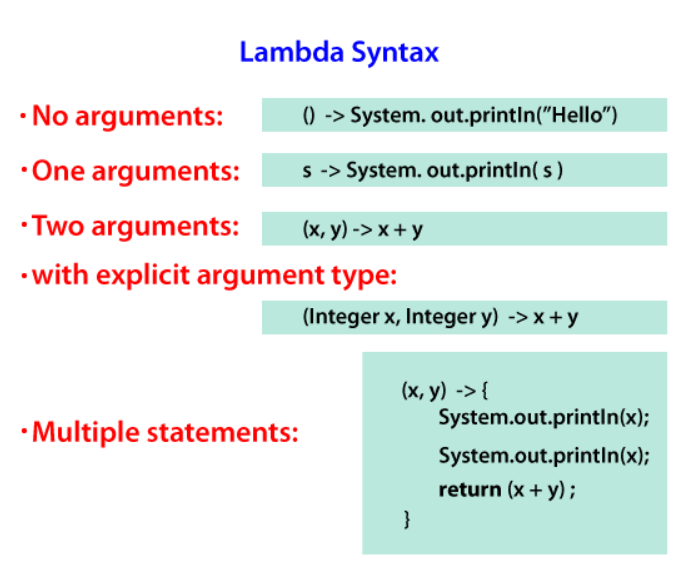 Lambda Syntax
• No arguments: () -> System. out.println("Hello")
• One arguments: s -> System. out.println( s )
• Two arguments: (x, y) -> x + y
• with explicit argument type:
(Integer x, Integer y) -> x + y
• Multiple statements:
(x, y) -> {
System.out.println(x);
System.out.println(x);
return (x + y) ;
}